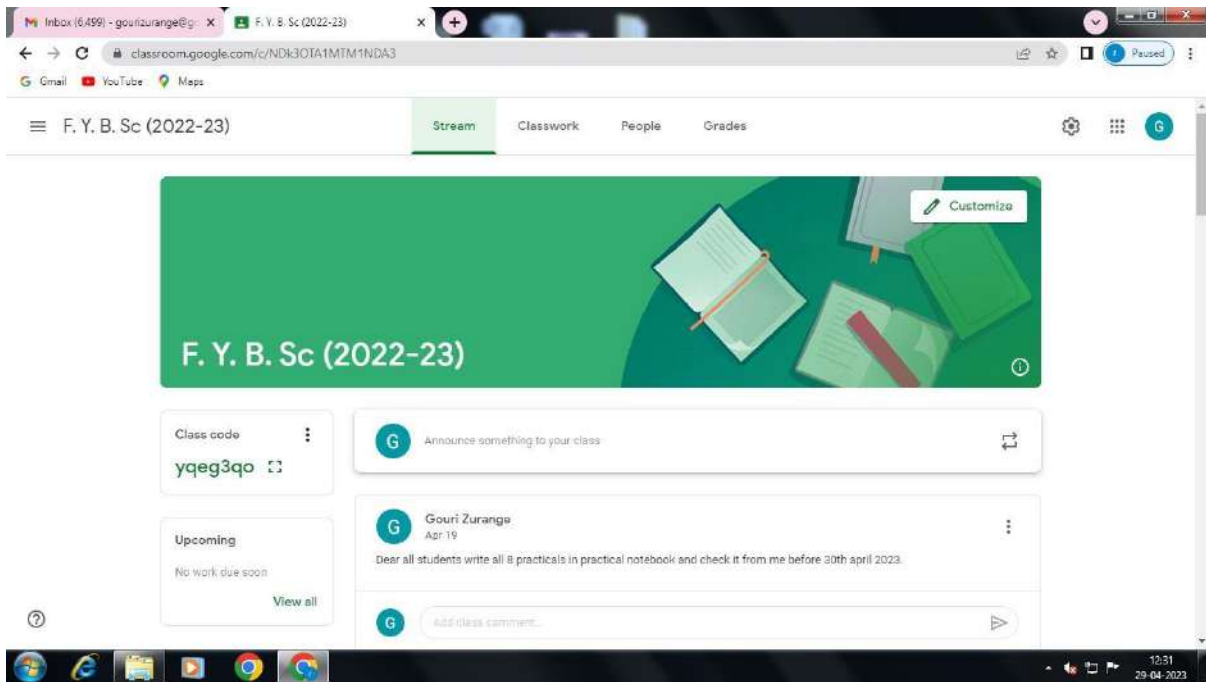 Inbox (6,499) - gourizurange@g
F. Y. B. Sc (2022-23)
classroom.google.com/c/NDk3OTA1MTM1NDA3
Paused
Gmail YouTube Maps
F. Y. B. Sc (2022-23)
Stream Classwork People Grades
G
Customize
F. Y. B. Sc (2022-23)
Class code
yqeg3qo
G Announce something to your class
Upcoming
No work due soon
View all
G Gouri Zurange
Apr 19
Dear all students write all 8 practicals in practical notebook and check it from me before 30th april 2023.
G Add class comment...
12:31
29-04-2023